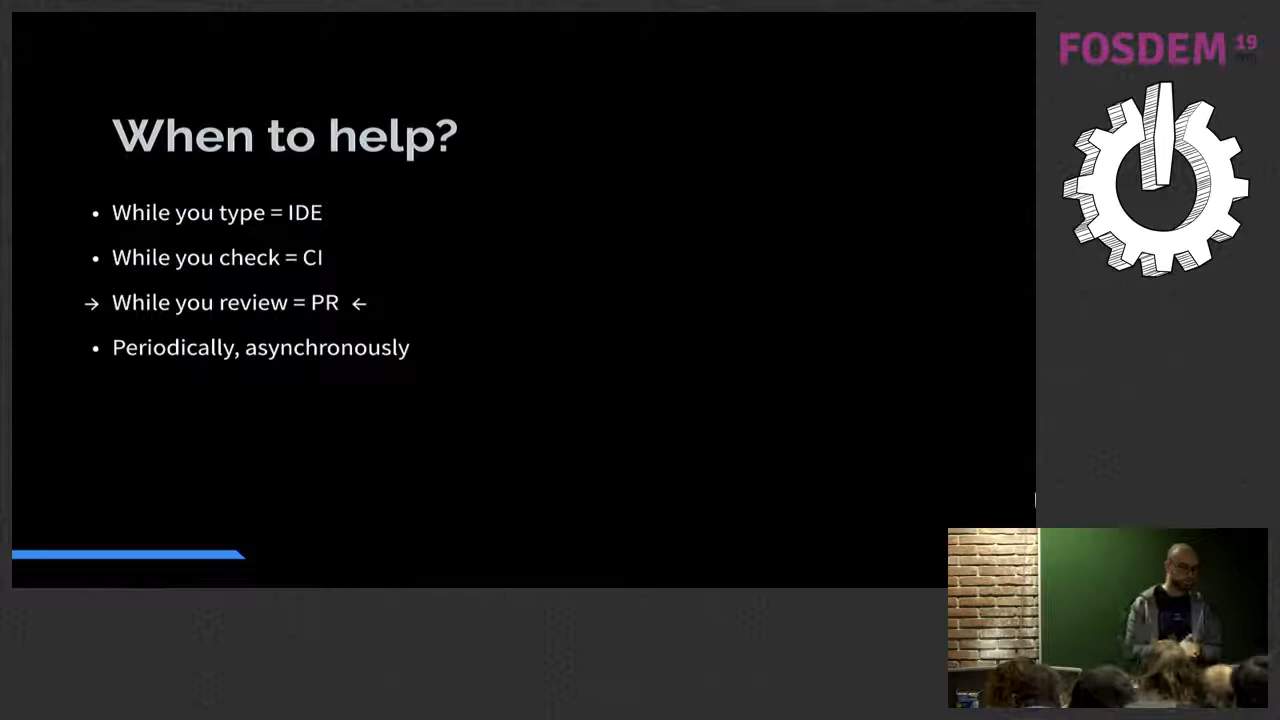 FOSDEM 19
When to help?
• While you type = IDE
• While you check = CI
→ While you review = PR ←
• Periodically, asynchronously